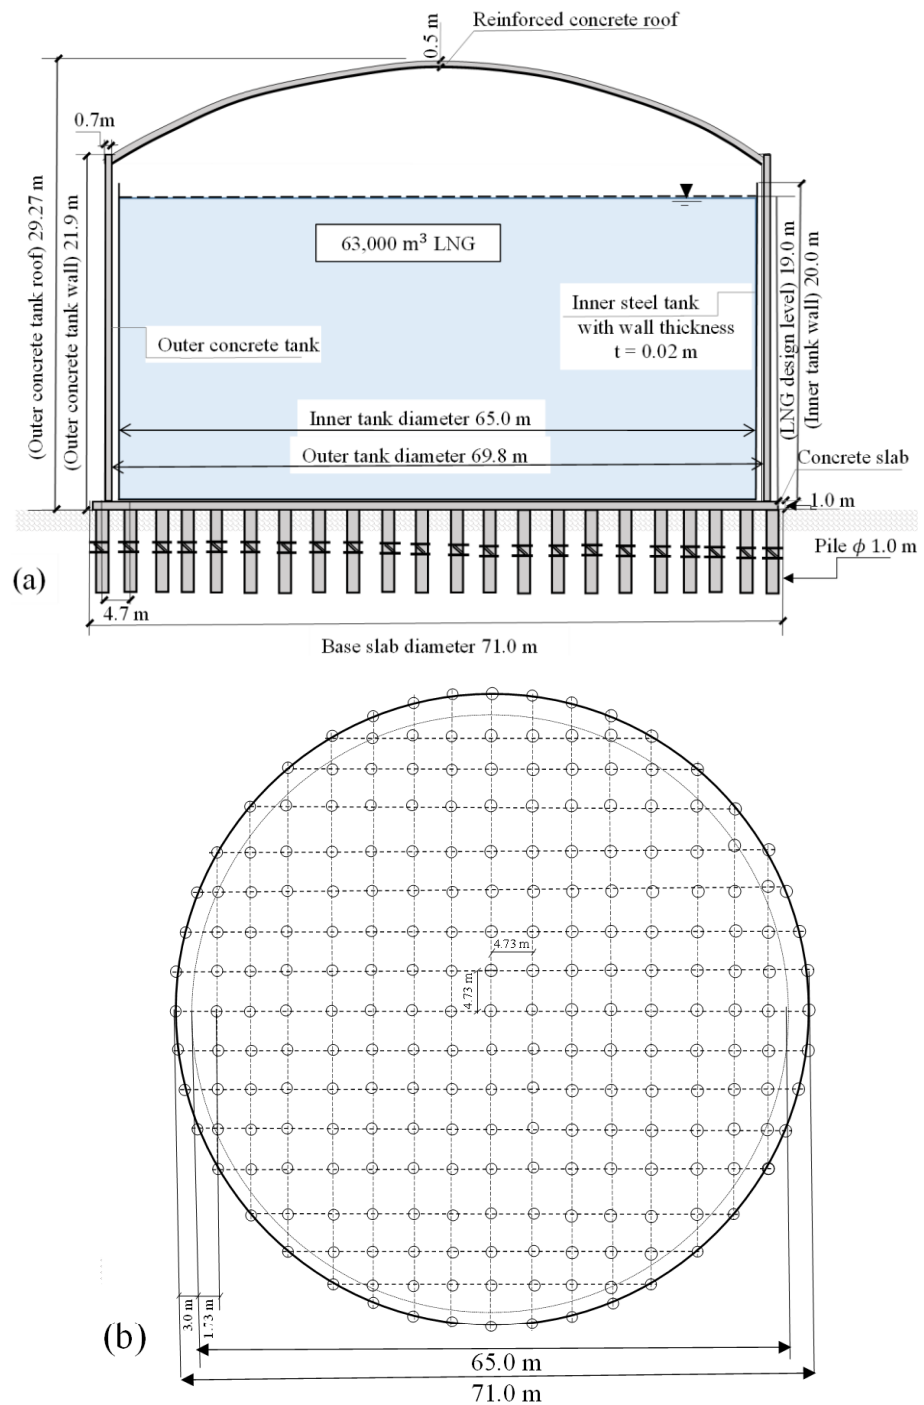 Reinforced concrete roof
0.5 m
0.7m
(Outer concrete tank roof) 29.27 m
(Outer concrete tank wall) 21.9 m
63,000 m³ LNG
Inner steel tank
with wall thickness
t = 0.02 m
Outer concrete tank
(LNG design level) 19.0 m
(Inner tank wall) 20.0 m
Inner tank diameter 65.0 m
Outer tank diameter 69.8 m
Concrete slab
1.0 m
Pile ϕ 1.0 m
(a)
4.7 m
Base slab diameter 71.0 m
4.73 m
4.73 m
3.0 m
1.73 m
(b)
65.0 m
71.0 m